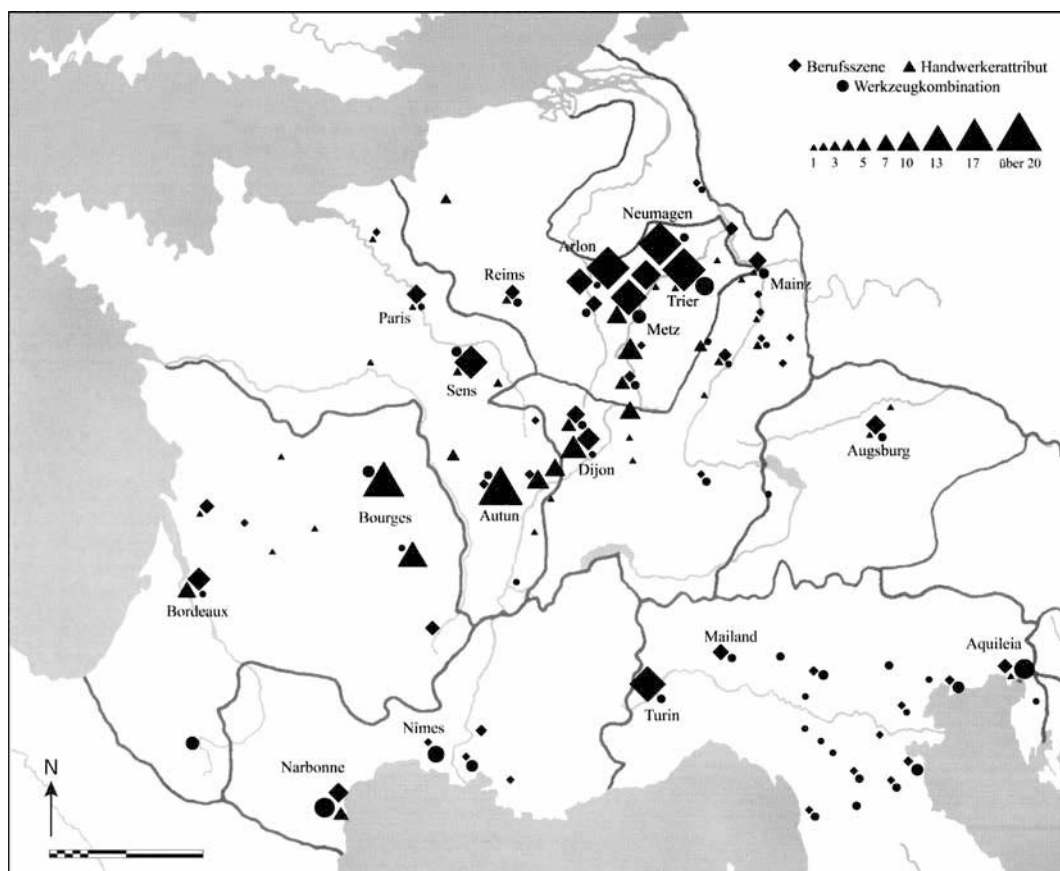 Berufsszene Handwerkerattribut
Werkzeugkombination
1 3 5 7 10 13 17 über 20
Neumagen
Arlon
Reims
Trier
Mainz
Paris
Metz
Sens
Augsburg
Dijon
Bourges
Autun
Bordeaux
Mailand
Aquileia
Turin
Nîmes
Narbonne
N